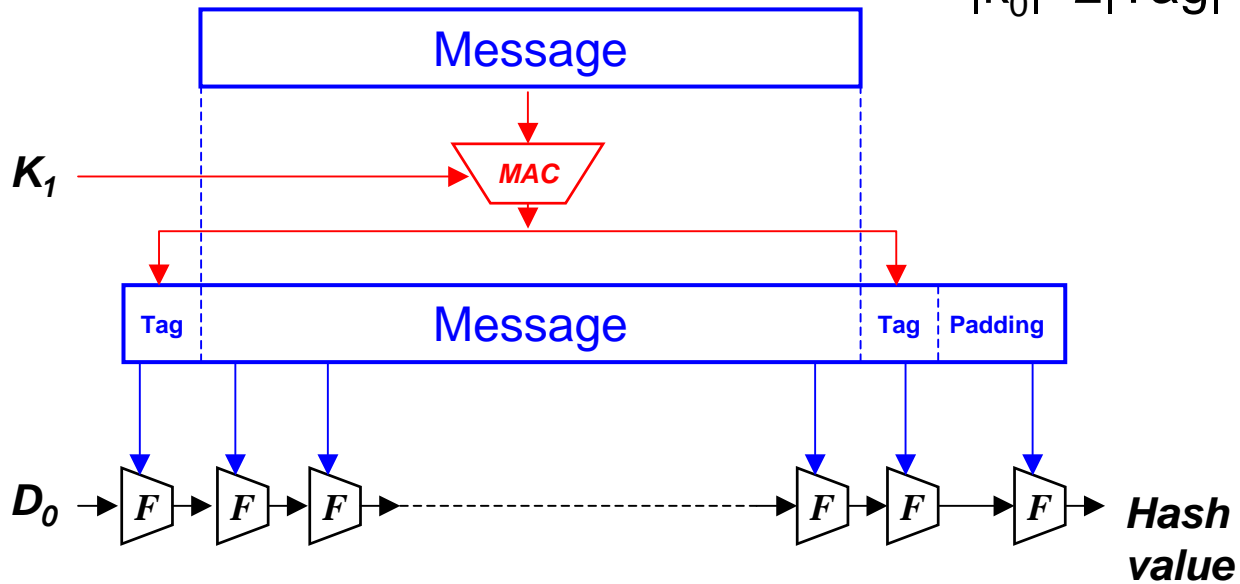 Message
K₁
MAC
Tag Message Tag Padding
D₀ F F F F F F Hash
value